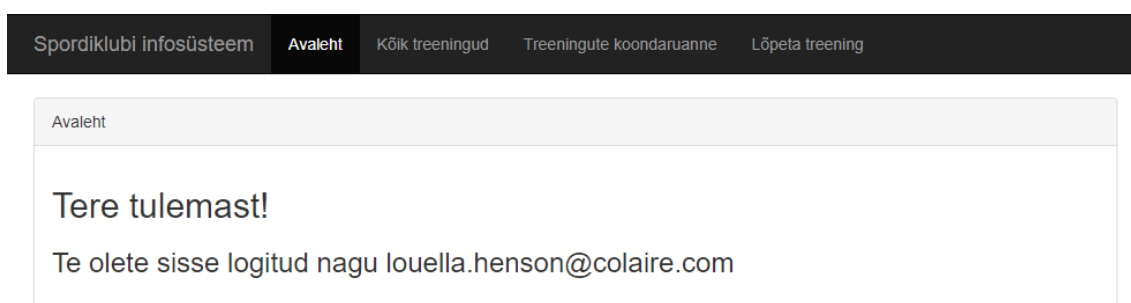 Spordiklubi infosüsteem Avaleht Kõik treeningud Treeningute koondaruanne Lõpeta treening
Avaleht
Tere tulemast!
Te olete sisse logitud nagu louella.henson@colaire.com